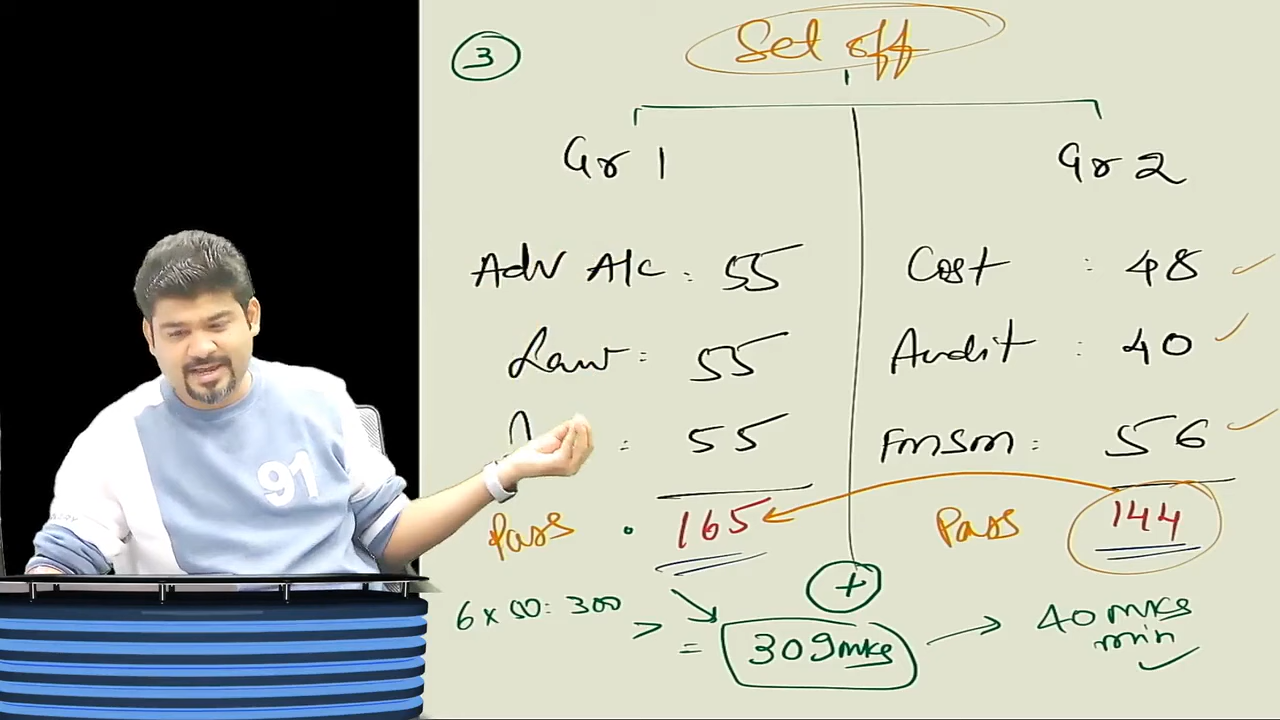 3
Set off
Gr 1
Gr 2
Adv A/c : 55
Cost : 48
Law : 55
Audit : 40
: 55
FMSM : 56
Pass
165
Pass
144
+
6 x 50 : 300 > = 309 mks
40 mks
min
91